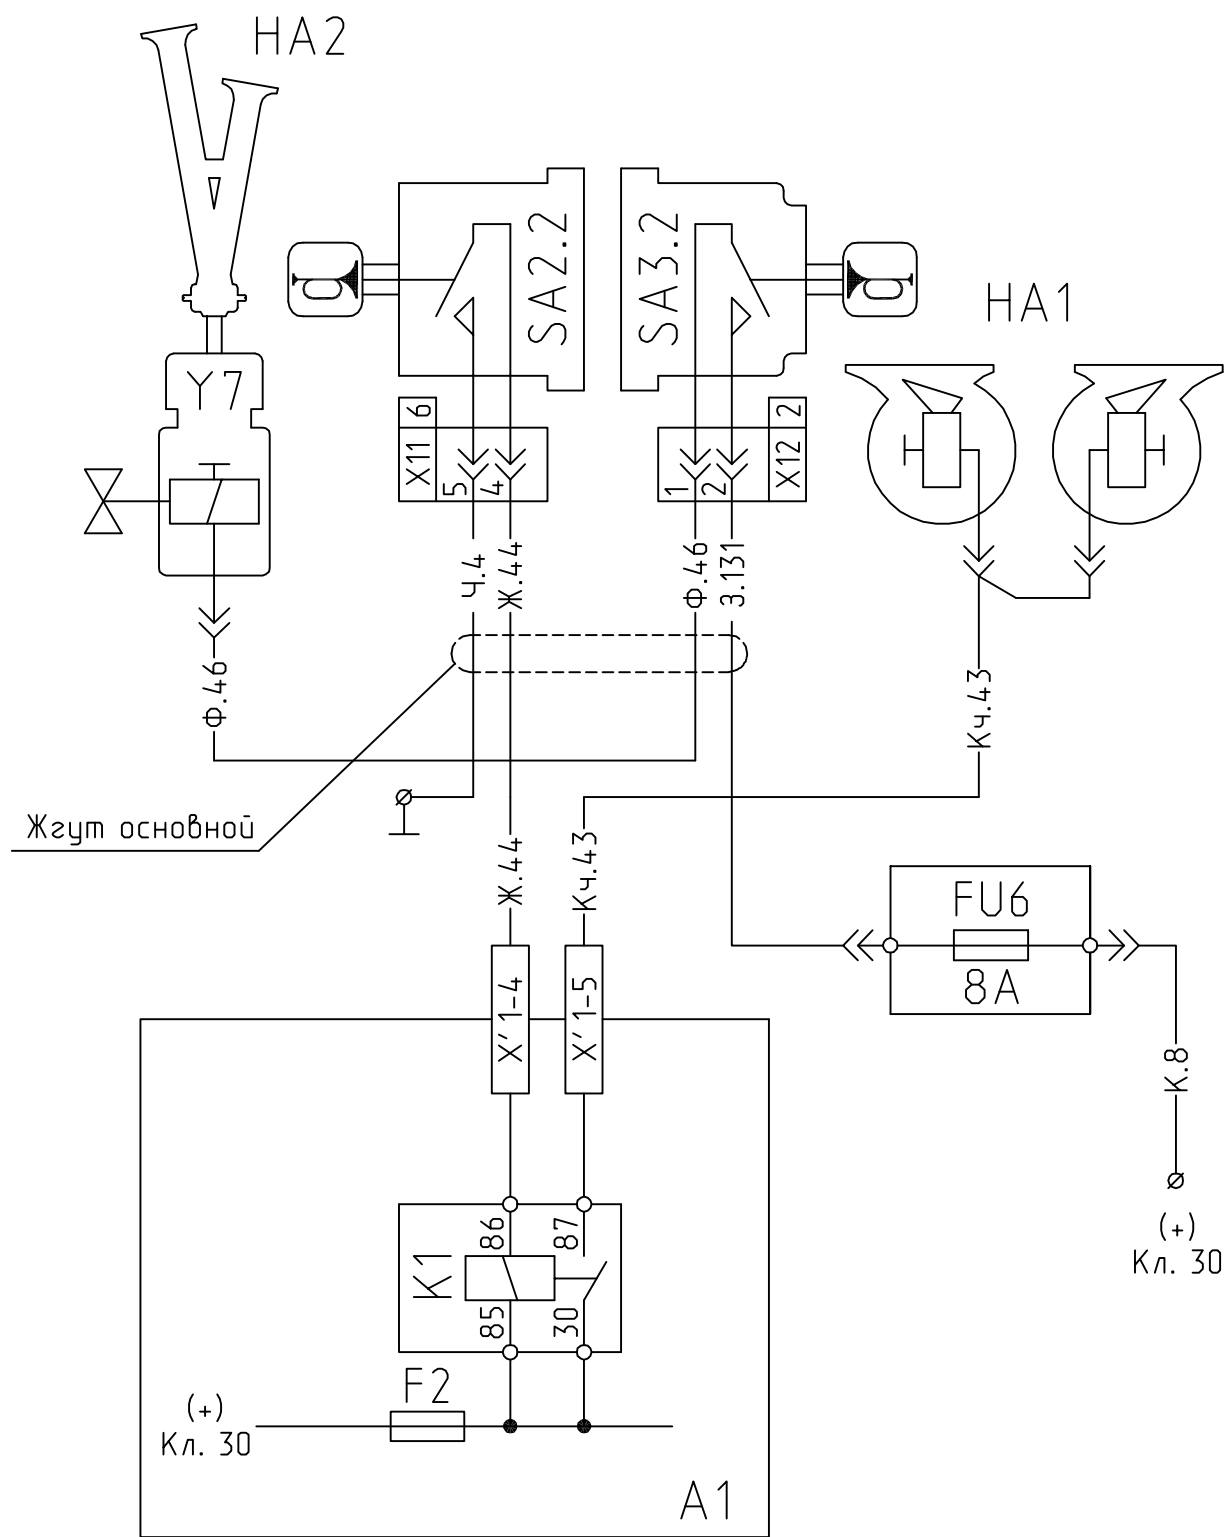 HA2
SA2.2
SA3.2
HA1
Y7
X11
6
5
4
1
2
X12
2
Ч.4
Ж.44
Ф.46
З.131
Ф.46
Кч.43
Жгут основной
Ж.44
Кч.43
FU6
8A
X'1-4
X'1-5
К.8
(+)
Кл. 30
K1
86
87
85
30
F2
(+)
Кл. 30
A1